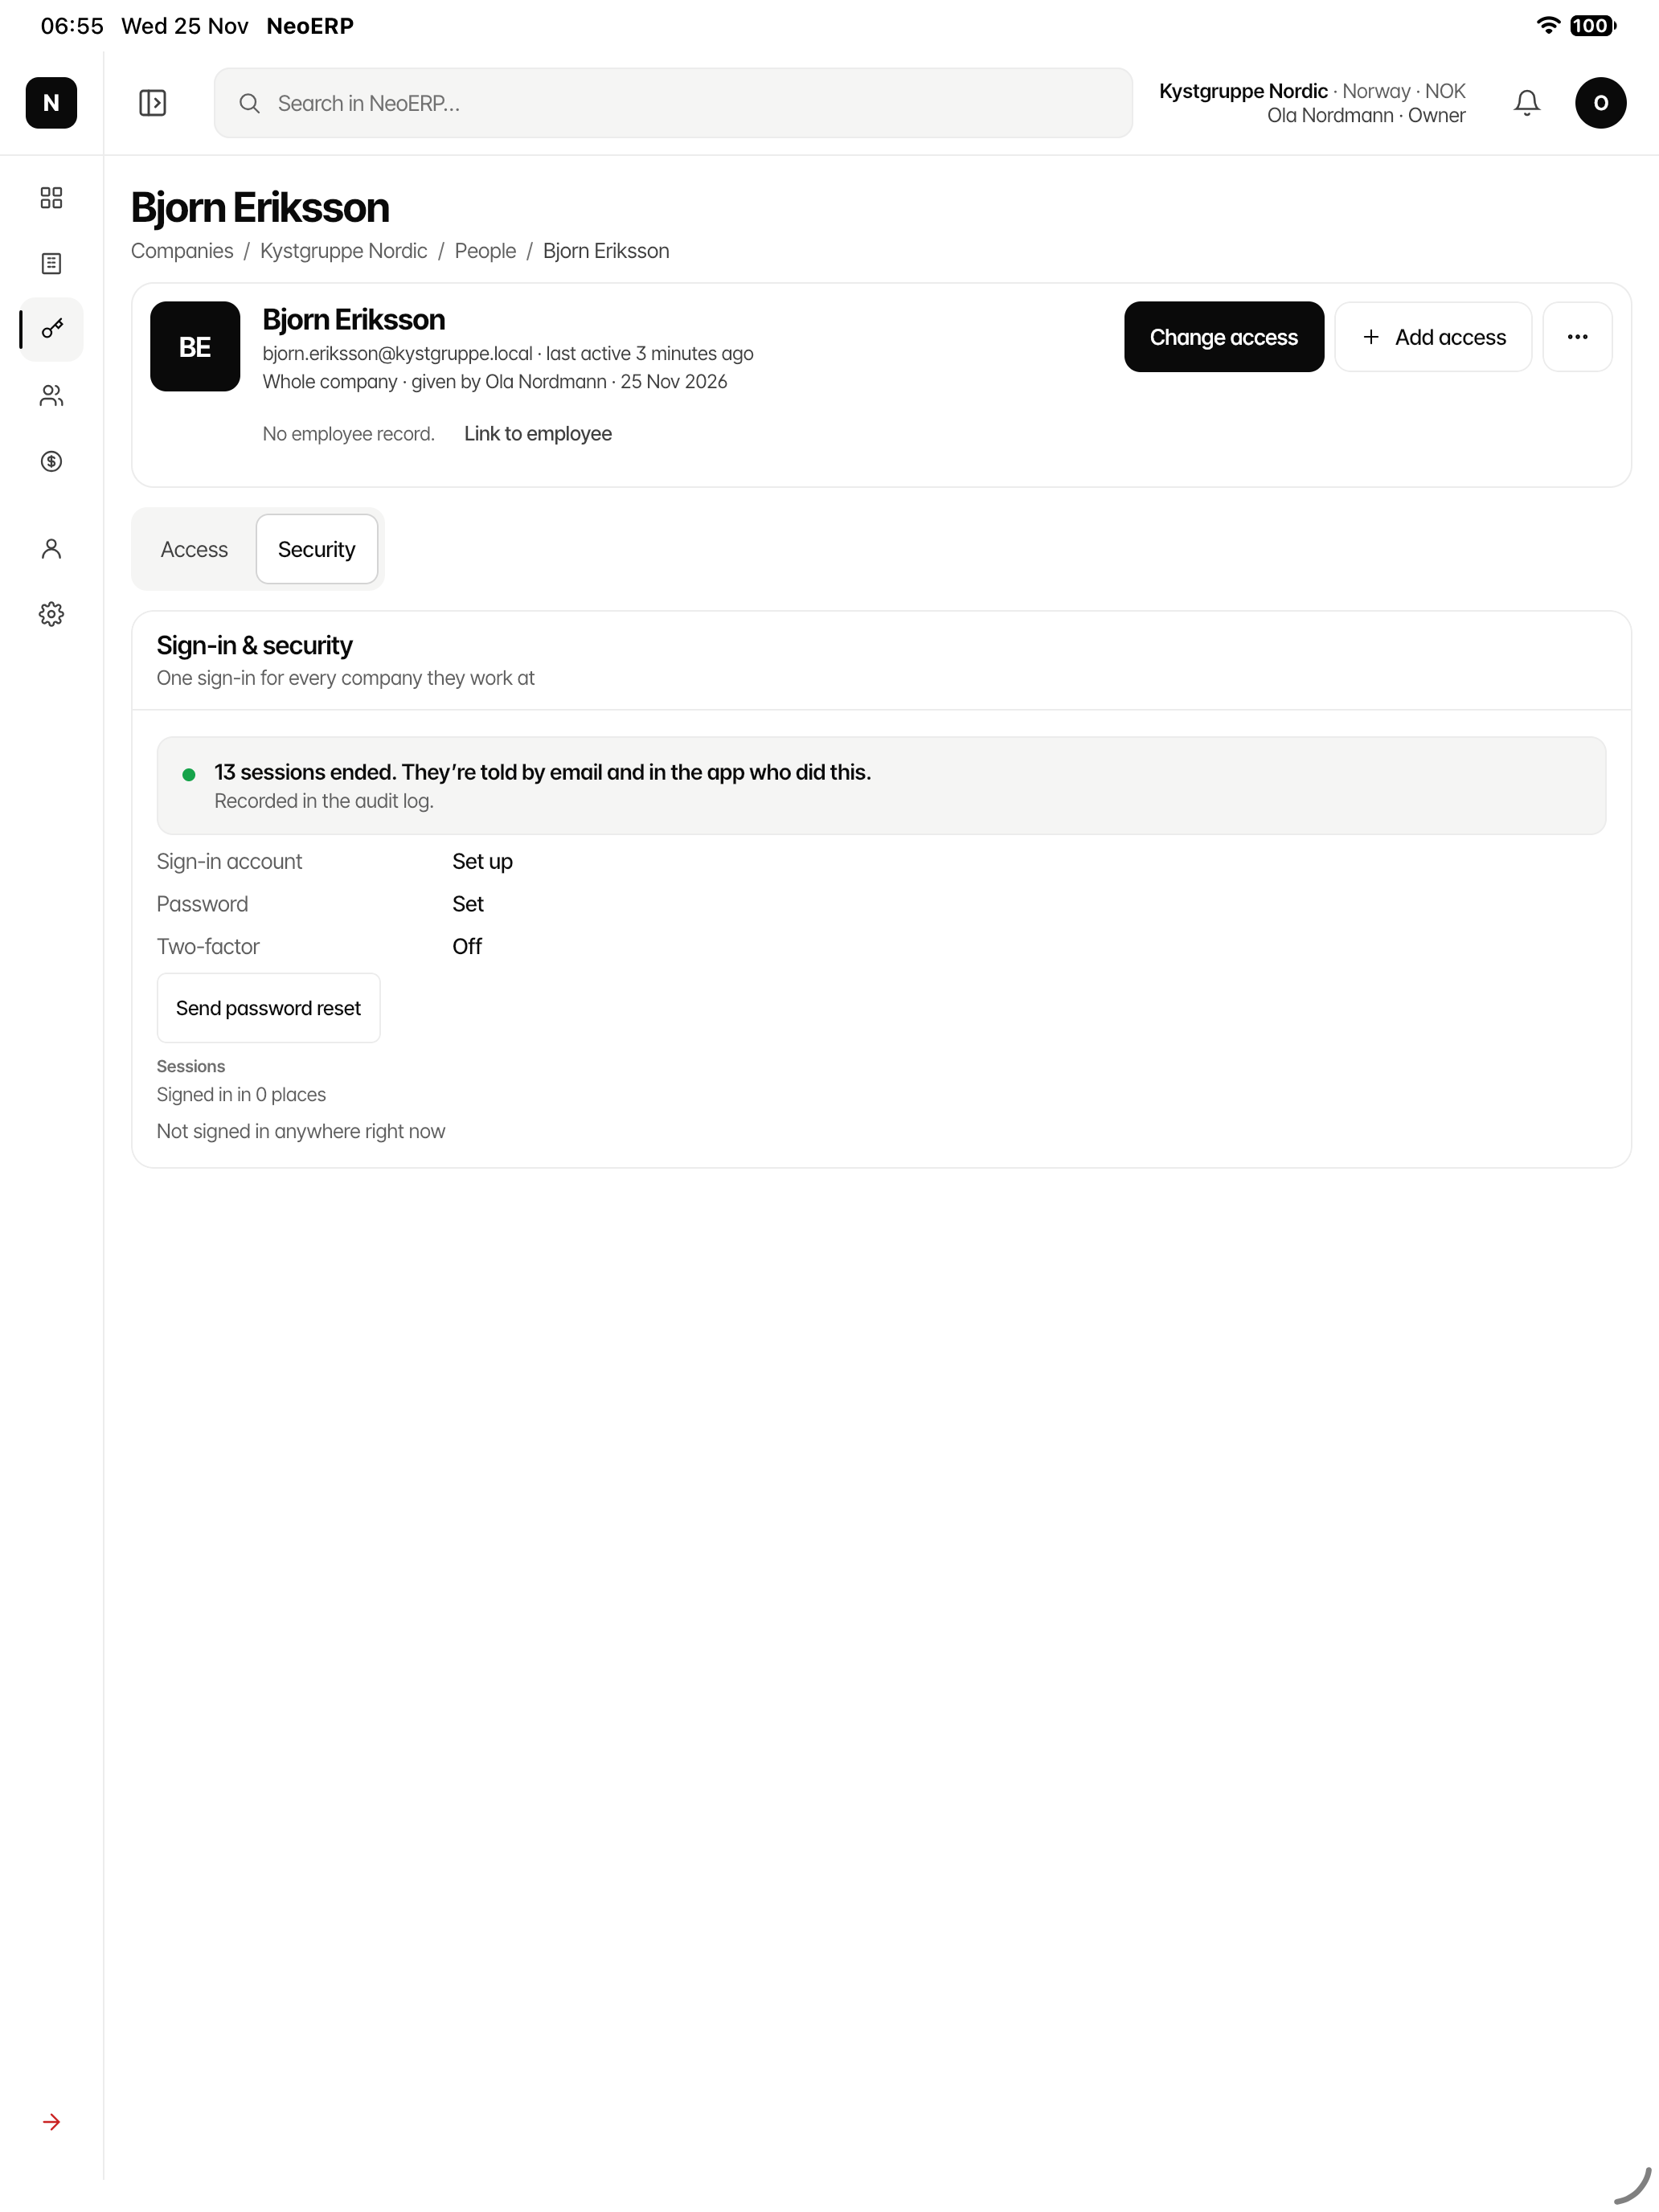 06:55 Wed 25 Nov NeoERP
100
N
Search in NeoERP...
Kystgruppe Nordic · Norway · NOK
Ola Nordmann · Owner
O
Bjorn Eriksson
Companies / Kystgruppe Nordic / People / Bjorn Eriksson
BE
Bjorn Eriksson
bjorn.eriksson@kystgruppe.local · last active 3 minutes ago
Whole company · given by Ola Nordmann · 25 Nov 2026
No employee record. Link to employee
Change access
+ Add access
Access
Security
Sign-in & security
One sign-in for every company they work at
13 sessions ended. They’re told by email and in the app who did this.
Recorded in the audit log.
Sign-in account Set up
Password Set
Two-factor Off
Send password reset
Sessions
Signed in in 0 places
Not signed in anywhere right now